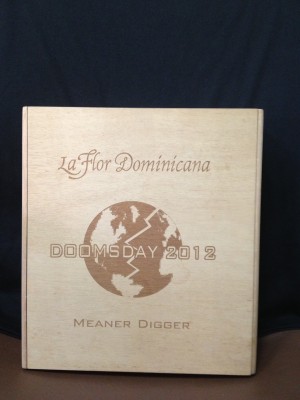 La Flor Dominicana
DOOMSDAY 2012
MEANER DIGGER